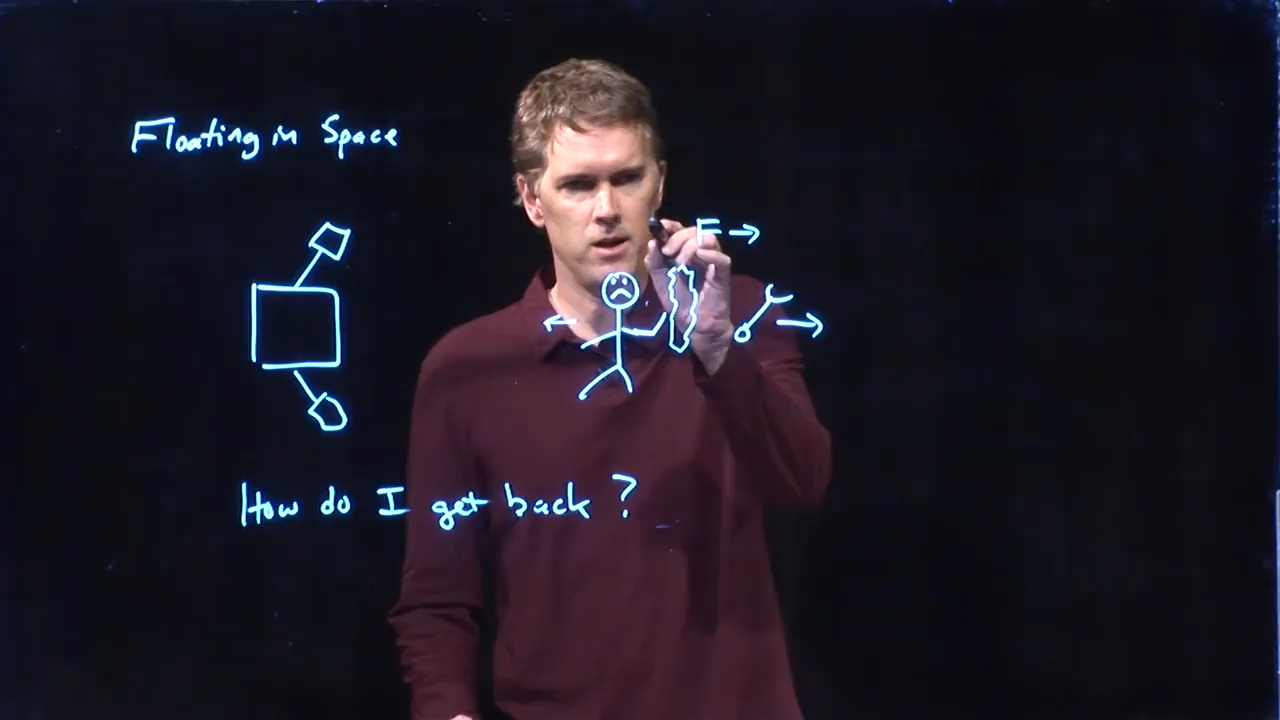 Floating in Space
F →
How do I get back ?